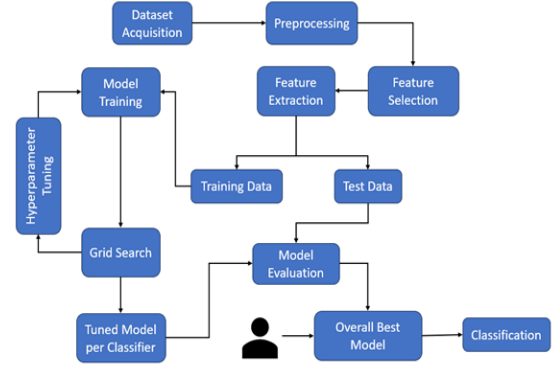 Dataset
Acquisition
Preprocessing
Feature
Selection
Feature
Extraction
Model
Training
Hyperparameter
Tuning
Training Data
Test Data
Grid Search
Model
Evaluation
Tuned Model
per Classifier
Overall Best
Model
Classification